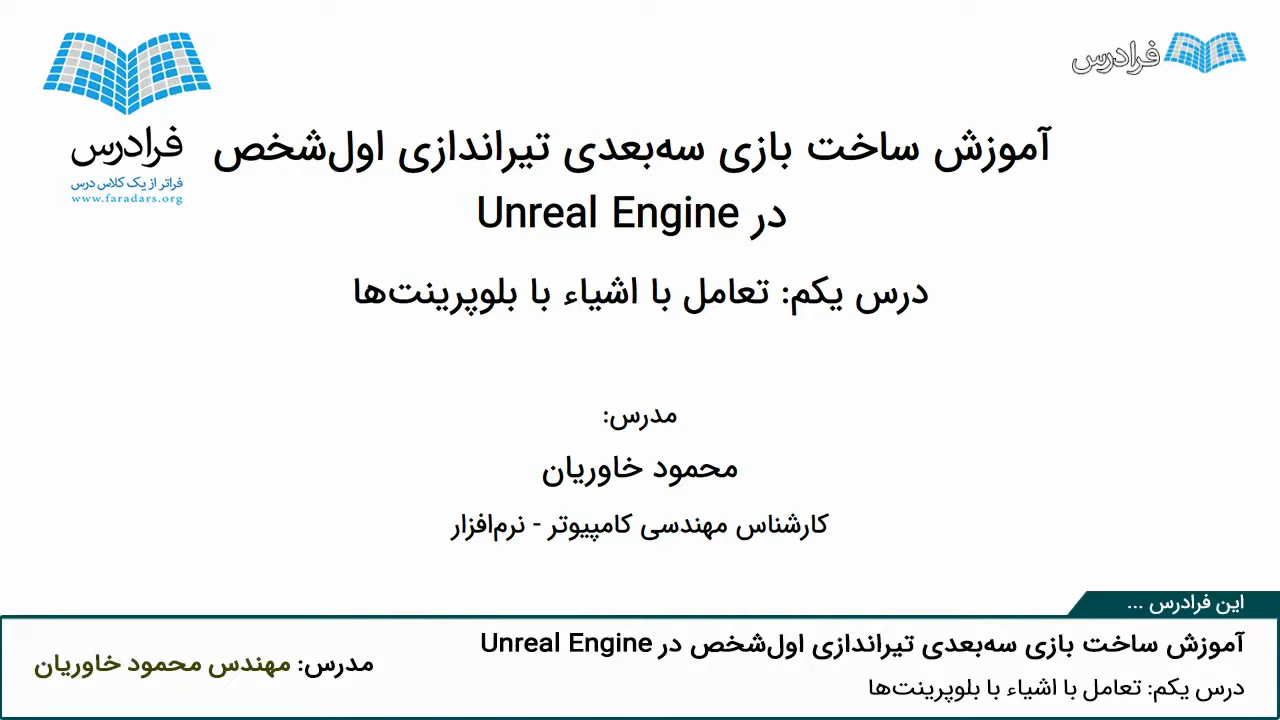 فرادرس
فرادرس
فراتر از یک کلاس درس
www.faradars.org
آموزش ساخت بازی سه‌بعدی تیراندازی اول‌شخص
در Unreal Engine
درس یکم: تعامل با اشیاء با بلوپرینت‌ها
مدرس:
محمود خاوریان
کارشناس مهندسی کامپیوتر - نرم‌افزار
این فرادرس ...
آموزش ساخت بازی سه‌بعدی تیراندازی اول‌شخص در Unreal Engine
درس یکم: تعامل با اشیاء با بلوپرینت‌ها
مدرس: مهندس محمود خاوریان